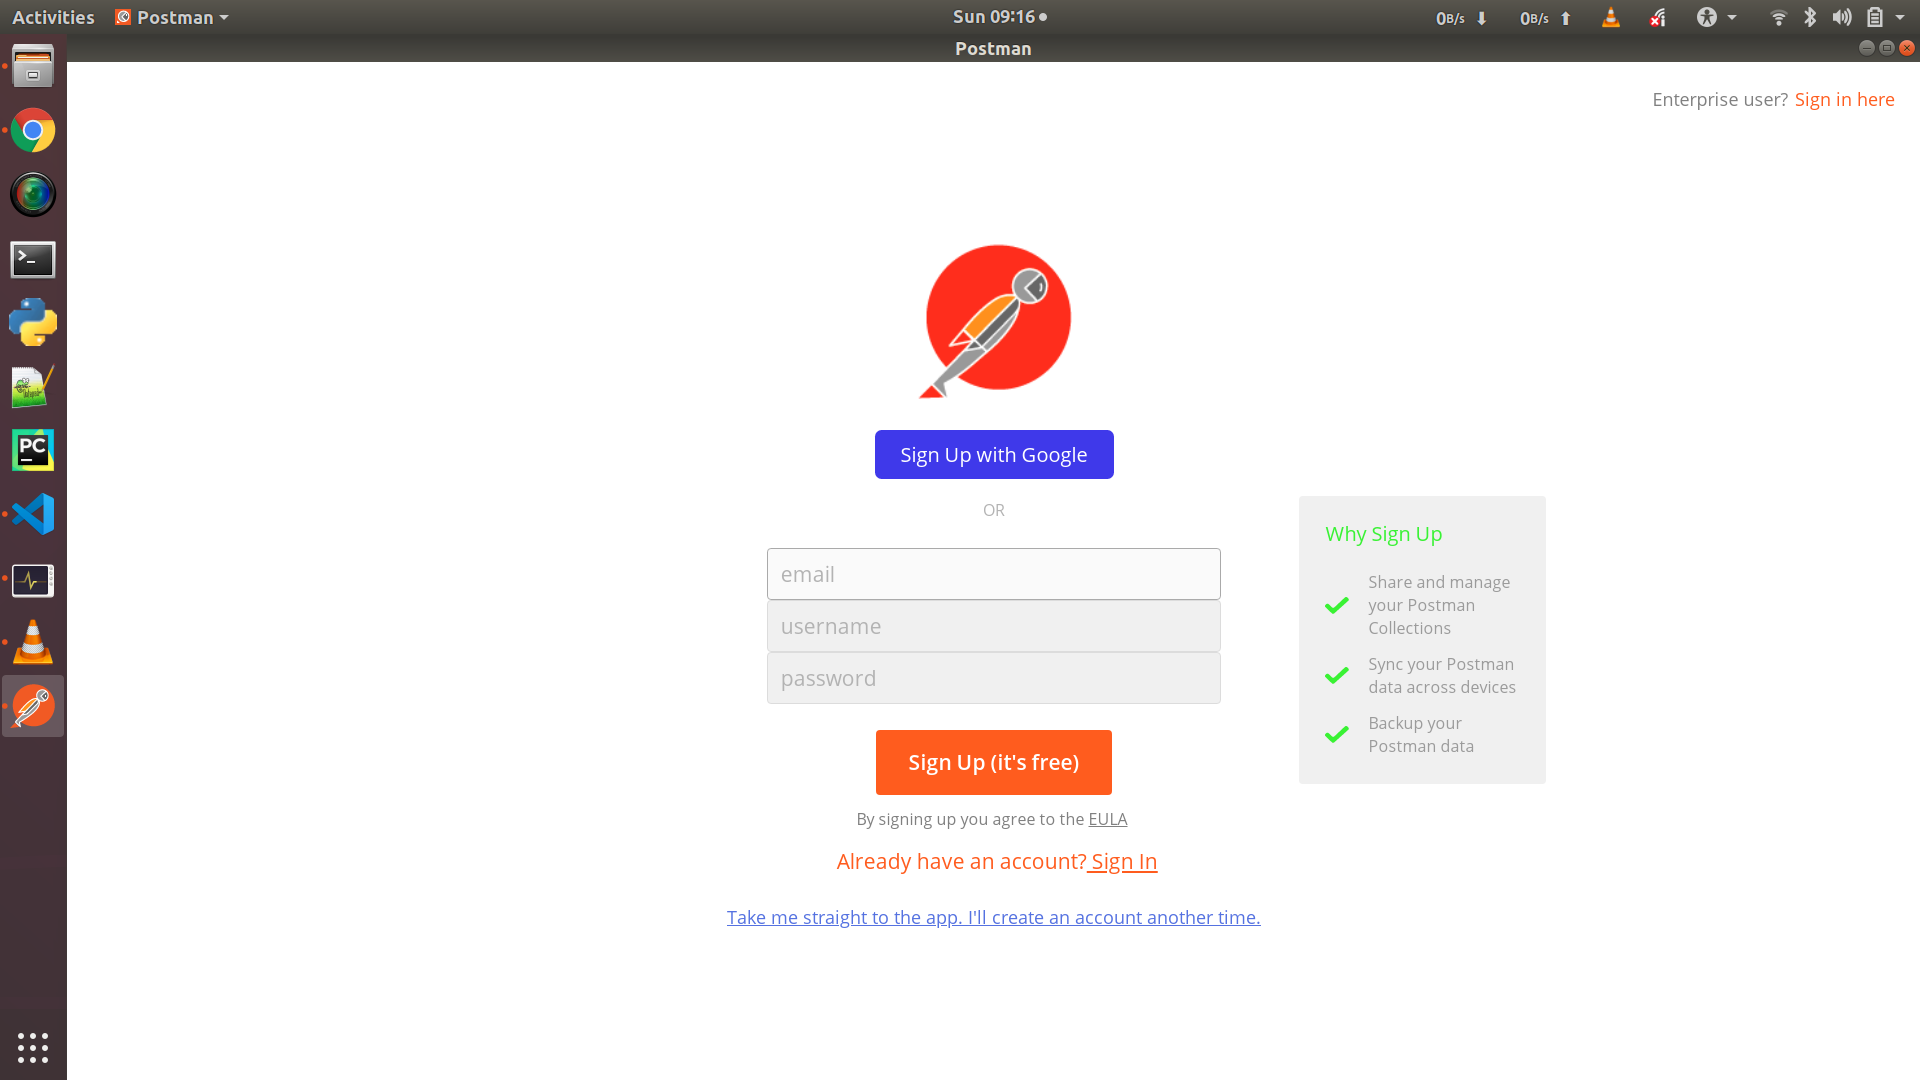 Activities
Postman
Sun 09:16
0B/s
0B/s
Postman
Enterprise user? Sign in here
Sign Up with Google
OR
email
username
password
Sign Up (it's free)
By signing up you agree to the EULA
Already have an account? Sign In
Take me straight to the app. I'll create an account another time.
Why Sign Up
Share and manage
your Postman
Collections
Sync your Postman
data across devices
Backup your
Postman data
PC